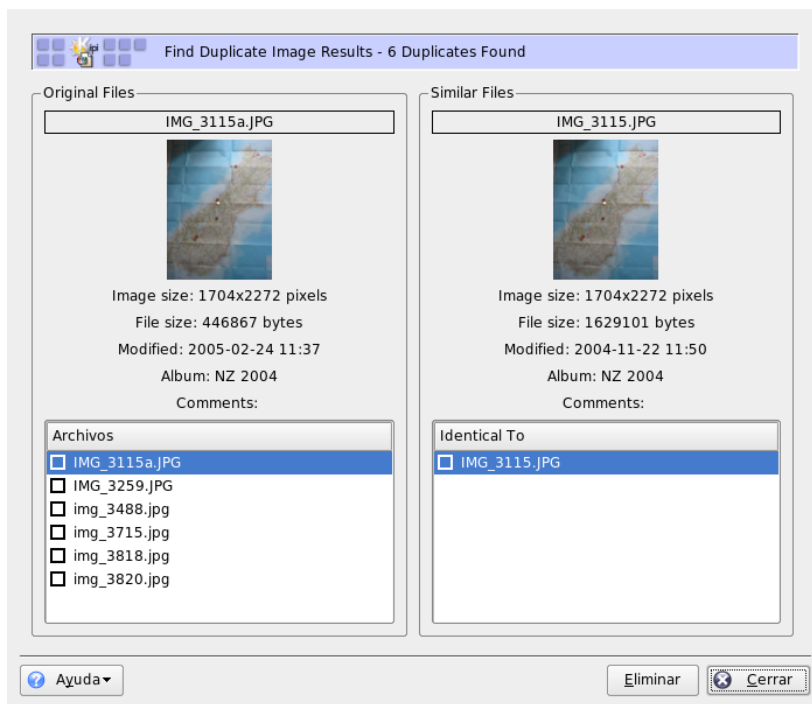 Kipi
Find Duplicate Image Results - 6 Duplicates Found
Original Files
IMG_3115a.JPG
Image size: 1704x2272 pixels
File size: 446867 bytes
Modified: 2005-02-24 11:37
Album: NZ 2004
Comments:
Archivos
IMG_3115a.JPG
IMG_3259.JPG
img_3488.jpg
img_3715.jpg
img_3818.jpg
img_3820.jpg
Similar Files
IMG_3115.JPG
Image size: 1704x2272 pixels
File size: 1629101 bytes
Modified: 2004-11-22 11:50
Album: NZ 2004
Comments:
Identical To
IMG_3115.JPG
Ayuda
Eliminar
Cerrar